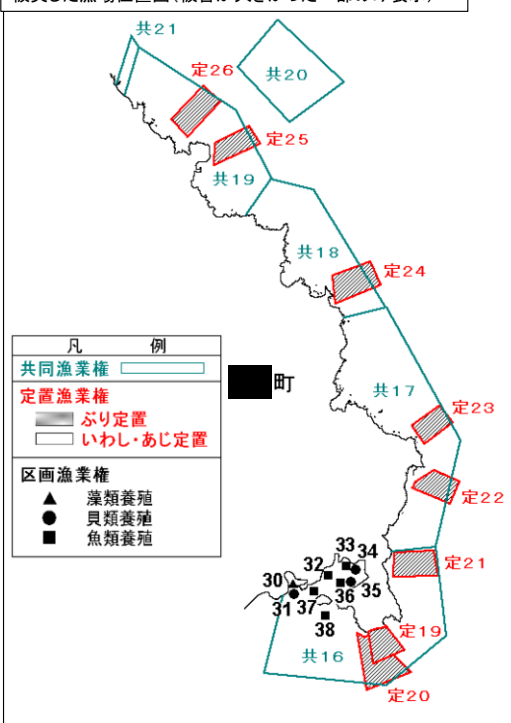 共21
定26
共20
定25
共19
共18
定24
凡 例
共同漁業権
定置漁業権
ぶり定置
いわし・あじ定置
区画漁業権
▲ 藻類養殖
● 貝類養殖
■ 魚類養殖
町
共17
定23
定22
定21
33
34
32
30
36
35
31
37
38
定19
共16
定20